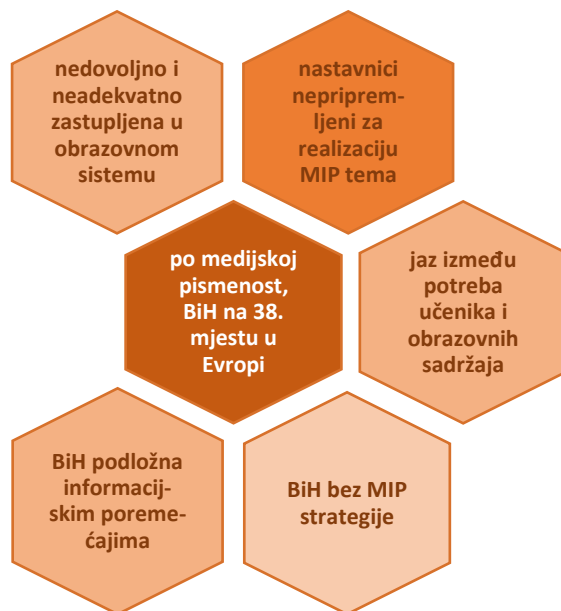 nedovoljno i
neadekvatno
zastupljena u
obrazovnom
sistemu
nastavnici
nepriprem-
ljeni za
realizaciju
MIP tema
po medijskoj
pismenost,
BiH na 38.
mjestu u
Evropi
jaz između
potreba
učenika i
obrazovnih
sadržaja
BiH podložna
informacij-
skim poreme-
ćajima
BiH bez MIP
strategije